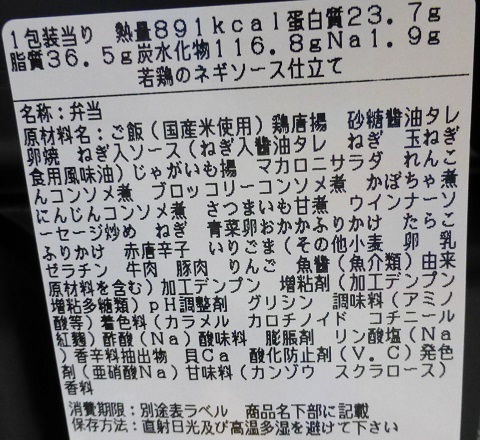 1包装当り 熱量891kcal蛋白質23.7g
脂質36.5g炭水化物116.8gNa1.9g
若鶏のネギソース仕立て
名称：弁当
原材料名：ご飯（国産米使用）鶏唐揚 砂糖醤油タレ
卵焼 ねぎ入ソース（ねぎ入醤油タレ ねぎ 玉ねぎ
食用風味油）じゃがいも揚 マカロニサラダ れんこ
んコンソメ煮 ブロッコリーコンソメ煮 かぼちゃ煮
にんじんコンソメ煮 さつまいも甘煮 ウインナーソ
ーセージ炒め ねぎ 青菜卵おかかふりかけ たらこ
ふりかけ 赤唐辛子 いりごま（その他小麦 卵 乳
ゼラチン 牛肉 豚肉 りんご 魚醤（魚介類）由来
原材料を含む）加工デンプン 増粘剤（加工デンプン
増粘多糖類）pH調整剤 グリシン 調味料（アミノ
酸等）着色料（カラメル カロチノイド コチニール
紅麹）酢酸（Na）酸味料 膨脹剤 リン酸塩（Na
）香辛料抽出物 貝Ca 酸化防止剤（V．C）発色
剤（亜硝酸Na）甘味料（カンゾウ スクラロース）
香料
消費期限：別途表ラベル 商品名下部に記載
保存方法：直射日光及び高温多湿を避けて下さい